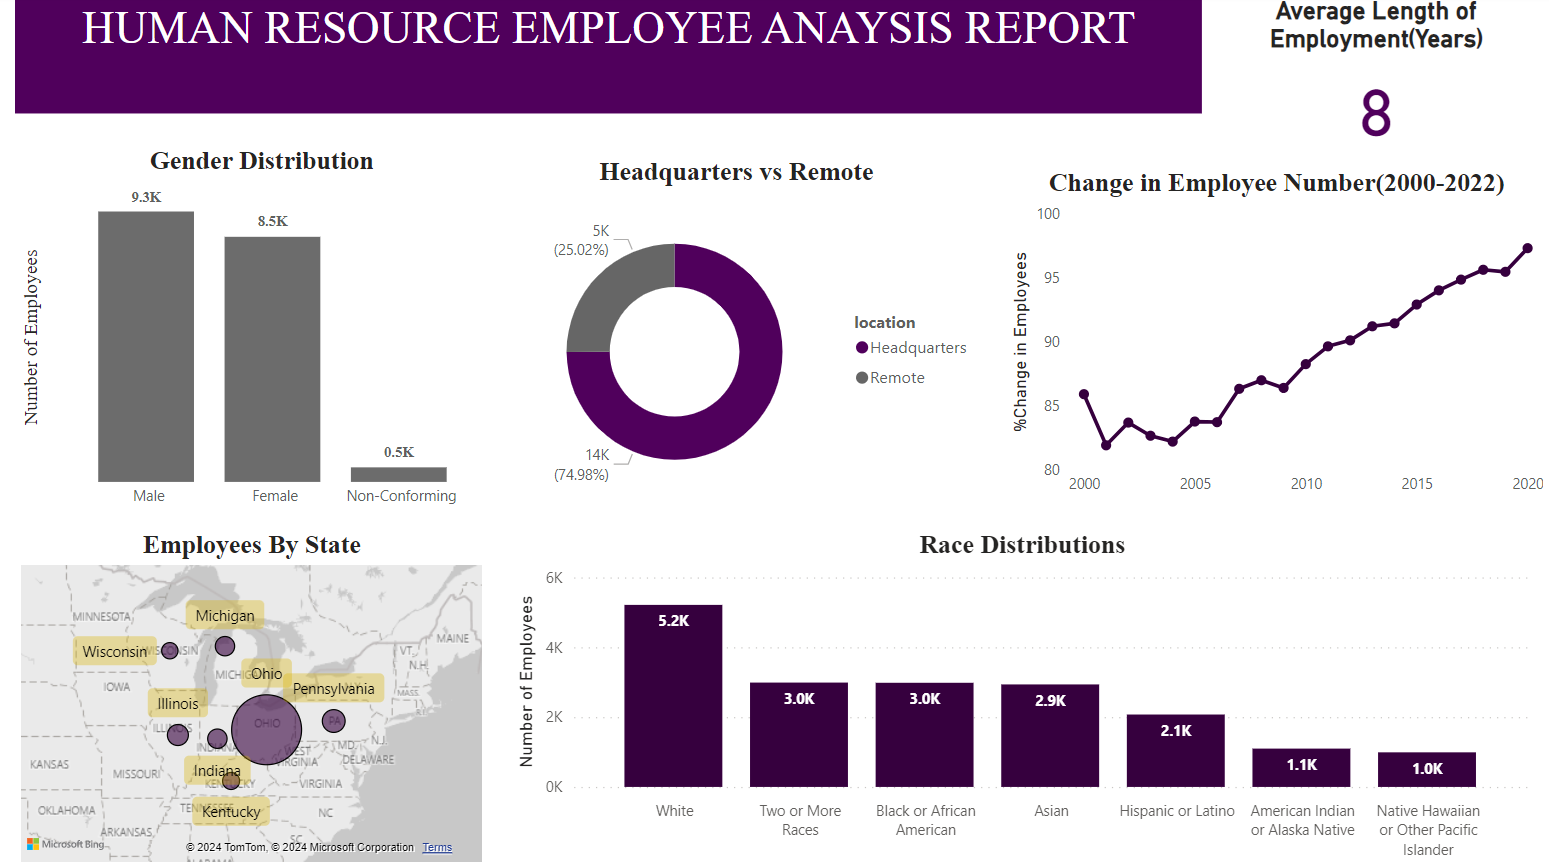 HUMAN RESOURCE EMPLOYEE ANAYSIS REPORT
Average Length of
Employment(Years)
8
Gender Distribution
Number of Employees
9.3K
8.5K
0.5K
Male
Female
Non-Conforming
Headquarters vs Remote
5K
(25.02%)
14K
(74.98%)
location
Headquarters
Remote
Change in Employee Number(2000-2022)
%Change in Employees
100
95
90
85
80
2000
2005
2010
2015
2020
Employees By State
MINNESOTA
Michigan
MAINE
Wisconsin
WISCONSIN
VT.
N.H.
MICHIG
Ohio
IOWA
Pennsylvania
MASS.
Illinois
OHIO
PA
ILLINOIS
INDIANA
N.J.
MD.
WEST
VIRGINIA
DELAWARE
KANSAS
MISSOURI
Indiana
KENTUCKY
VIRGINIA
OKLAHOMA
TENNESSEE
Kentucky
NC
ARKANSAS
SC
ALABAMA
Microsoft Bing
© 2024 TomTom, © 2024 Microsoft Corporation Terms
Race Distributions
Number of Employees
6K
4K
2K
0K
5.2K
3.0K
3.0K
2.9K
2.1K
1.1K
1.0K
White
Two or More
Races
Black or African
American
Asian
Hispanic or Latino
American Indian
or Alaska Native
Native Hawaiian
or Other Pacific
Islander